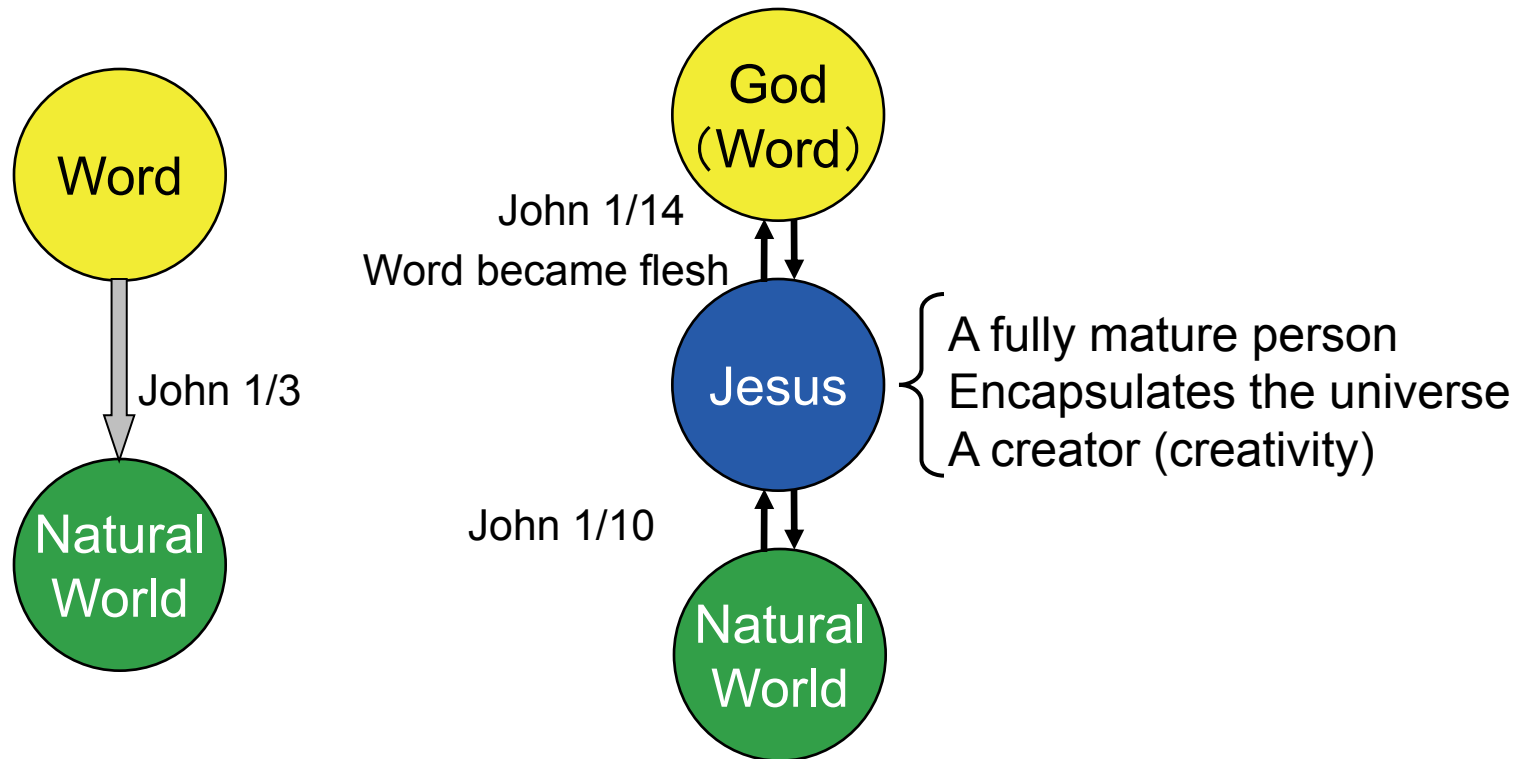 Word
John 1/3
Natural
World
God
（Word）
John 1/14
Word became flesh
Jesus
A fully mature person
Encapsulates the universe
A creator (creativity)
John 1/10
Natural
World